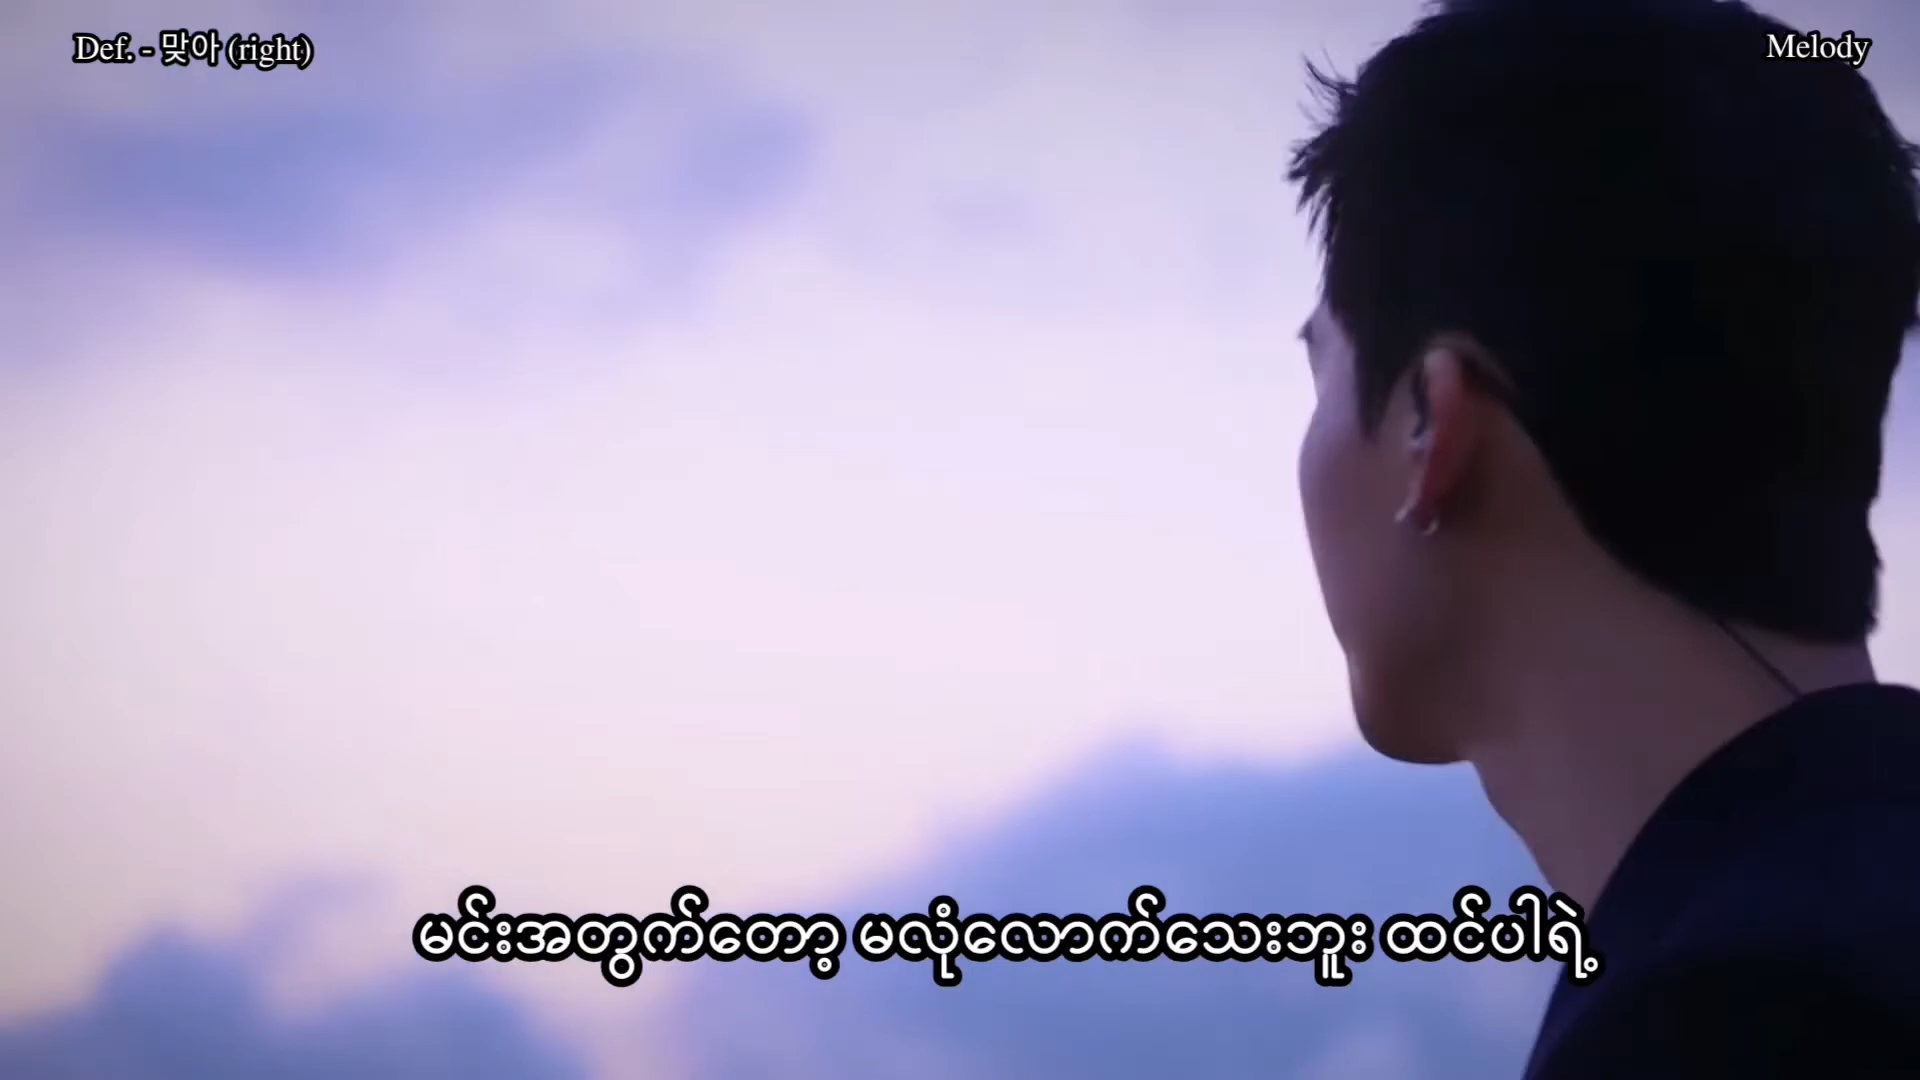 Def. - 맞아 (right)
Melody
မင်းအတွက်တော့ မလုံလောက်သေးဘူး ထင်ပါရဲ့